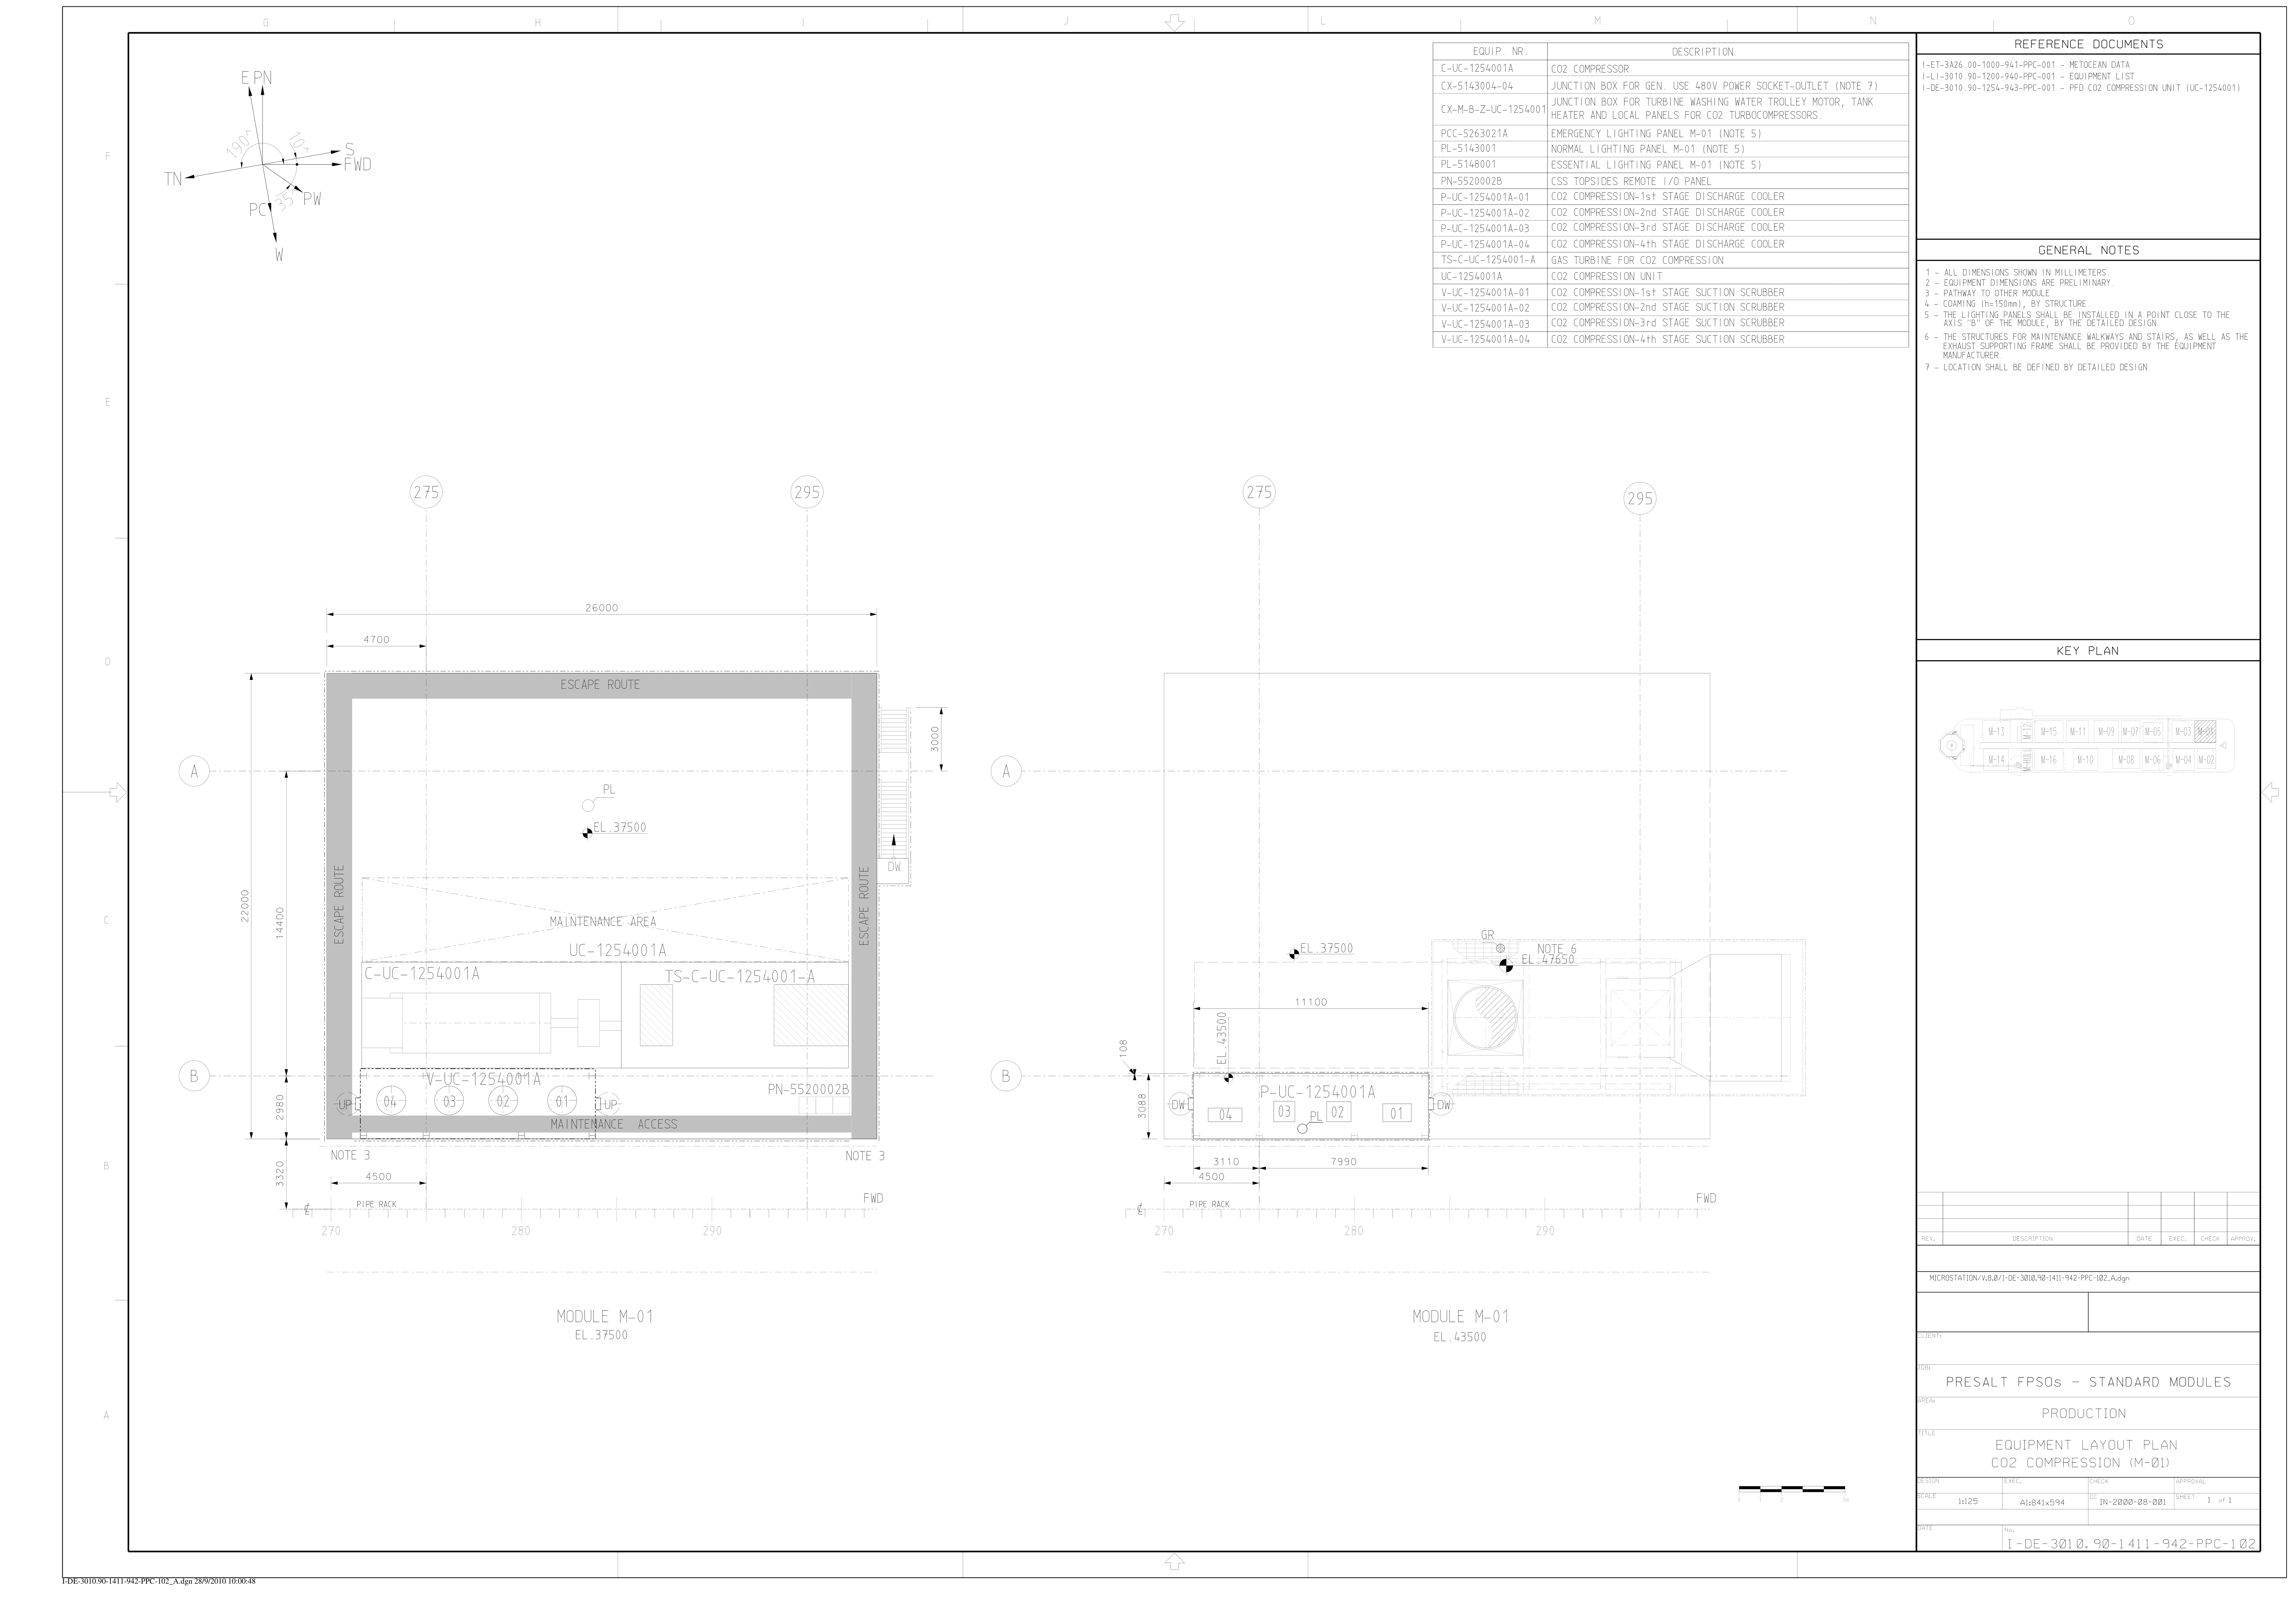 G H I J L M N O
F
E
D
C
B
A
E PN
190°
10°
S
FWD
TN
PW
35°
PC
W
EQUIP. NR. DESCRIPTION
C-UC-1254001A CO2 COMPRESSOR
CX-5143004-04 JUNCTION BOX FOR GEN. USE 480V POWER SOCKET-OUTLET (NOTE 7)
CX-M-B-Z-UC-1254001 JUNCTION BOX FOR TURBINE WASHING WATER TROLLEY MOTOR, TANK
HEATER AND LOCAL PANELS FOR CO2 TURBOCOMPRESSORS.
PCC-5263021A EMERGENCY LIGHTING PANEL M-01 (NOTE 5)
PL-5143001 NORMAL LIGHTING PANEL M-01 (NOTE 5)
PL-5148001 ESSENTIAL LIGHTING PANEL M-01 (NOTE 5)
PN-5520002B CSS TOPSIDES REMOTE I/O PANEL
P-UC-1254001A-01 CO2 COMPRESSION-1st STAGE DISCHARGE COOLER
P-UC-1254001A-02 CO2 COMPRESSION-2nd STAGE DISCHARGE COOLER
P-UC-1254001A-03 CO2 COMPRESSION-3rd STAGE DISCHARGE COOLER
P-UC-1254001A-04 CO2 COMPRESSION-4th STAGE DISCHARGE COOLER
TS-C-UC-1254001-A GAS TURBINE FOR CO2 COMPRESSION
UC-1254001A CO2 COMPRESSION UNIT
V-UC-1254001A-01 CO2 COMPRESSION-1st STAGE SUCTION SCRUBBER
V-UC-1254001A-02 CO2 COMPRESSION-2nd STAGE SUCTION SCRUBBER
V-UC-1254001A-03 CO2 COMPRESSION-3rd STAGE SUCTION SCRUBBER
V-UC-1254001A-04 CO2 COMPRESSION-4th STAGE SUCTION SCRUBBER
REFERENCE DOCUMENTS
I-ET-3A26.00-1000-941-PPC-001 - METOCEAN DATA
I-LI-3010.90-1200-940-PPC-001 - EQUIPMENT LIST
I-DE-3010.90-1254-943-PPC-001 - PFD CO2 COMPRESSION UNIT (UC-1254001)
GENERAL NOTES
1 - ALL DIMENSIONS SHOWN IN MILLIMETERS
2 - EQUIPMENT DIMENSIONS ARE PRELIMINARY.
3 - PATHWAY TO OTHER MODULE
4 - COAMING (h=150mm), BY STRUCTURE.
5 - THE LIGHTING PANELS SHALL BE INSTALLED IN A POINT CLOSE TO THE
AXIS "B" OF THE MODULE, BY THE DETAILED DESIGN.
6 - THE STRUCTURES FOR MAINTENANCE WALKWAYS AND STAIRS, AS WELL AS THE
EXHAUST SUPPORTING FRAME SHALL BE PROVIDED BY THE EQUIPMENT
MANUFACTURER.
7 - LOCATION SHALL BE DEFINED BY DETAILED DESIGN.
KEY PLAN
M-13 M-12 M-15 M-11 M-09 M-07 M-05 M-03 M-01
M-14 M-16 M-10 M-08 M-06 M-04 M-02
275 295
26000
4700
ESCAPE ROUTE
3000
A
PL
EL.37500
DW
ESCAPE ROUTE
ESCAPE ROUTE
22000
14400
MAINTENANCE AREA
UC-1254001A
C-UC-1254001A
TS-C-UC-1254001-A
B
V-UC-1254001A
PN-5520002B
2980
UP 04 03 02 01 UP
MAINTENANCE ACCESS
NOTE 3
NOTE 3
3320
4500
FWD
PIPE RACK
270 280 290
MODULE M-01
EL.37500
275 295
A
EL.37500
GR
NOTE 6
EL.47650
11100
EL.43500
108
B
P-UC-1254001A
3088
DW 04 03 02 01 DW
PL
3110 7990
4500
FWD
PIPE RACK
270 280 290
MODULE M-01
EL.43500
0 1 2 5m
REV. DESCRIPTION DATE EXEC. CHECK APPROV.
MICROSTATION/V.8.0/I-DE-3010.90-1411-942-PPC-102_A.dgn
CLIENT:
JOB:
PRESALT FPSOs - STANDARD MODULES
AREA:
PRODUCTION
TITLE
EQUIPMENT LAYOUT PLAN
CO2 COMPRESSION (M-01)
DESIGN EXEC. CHECK APPROVAL
SCALE 1:125 A1:841x594 CC IN-2000-08-001 SHEET 1 of 1
DATE No.
I-DE-3010.90-1411-942-PPC-102
I-DE-3010.90-1411-942-PPC-102_A.dgn 28/9/2010 10:00:48